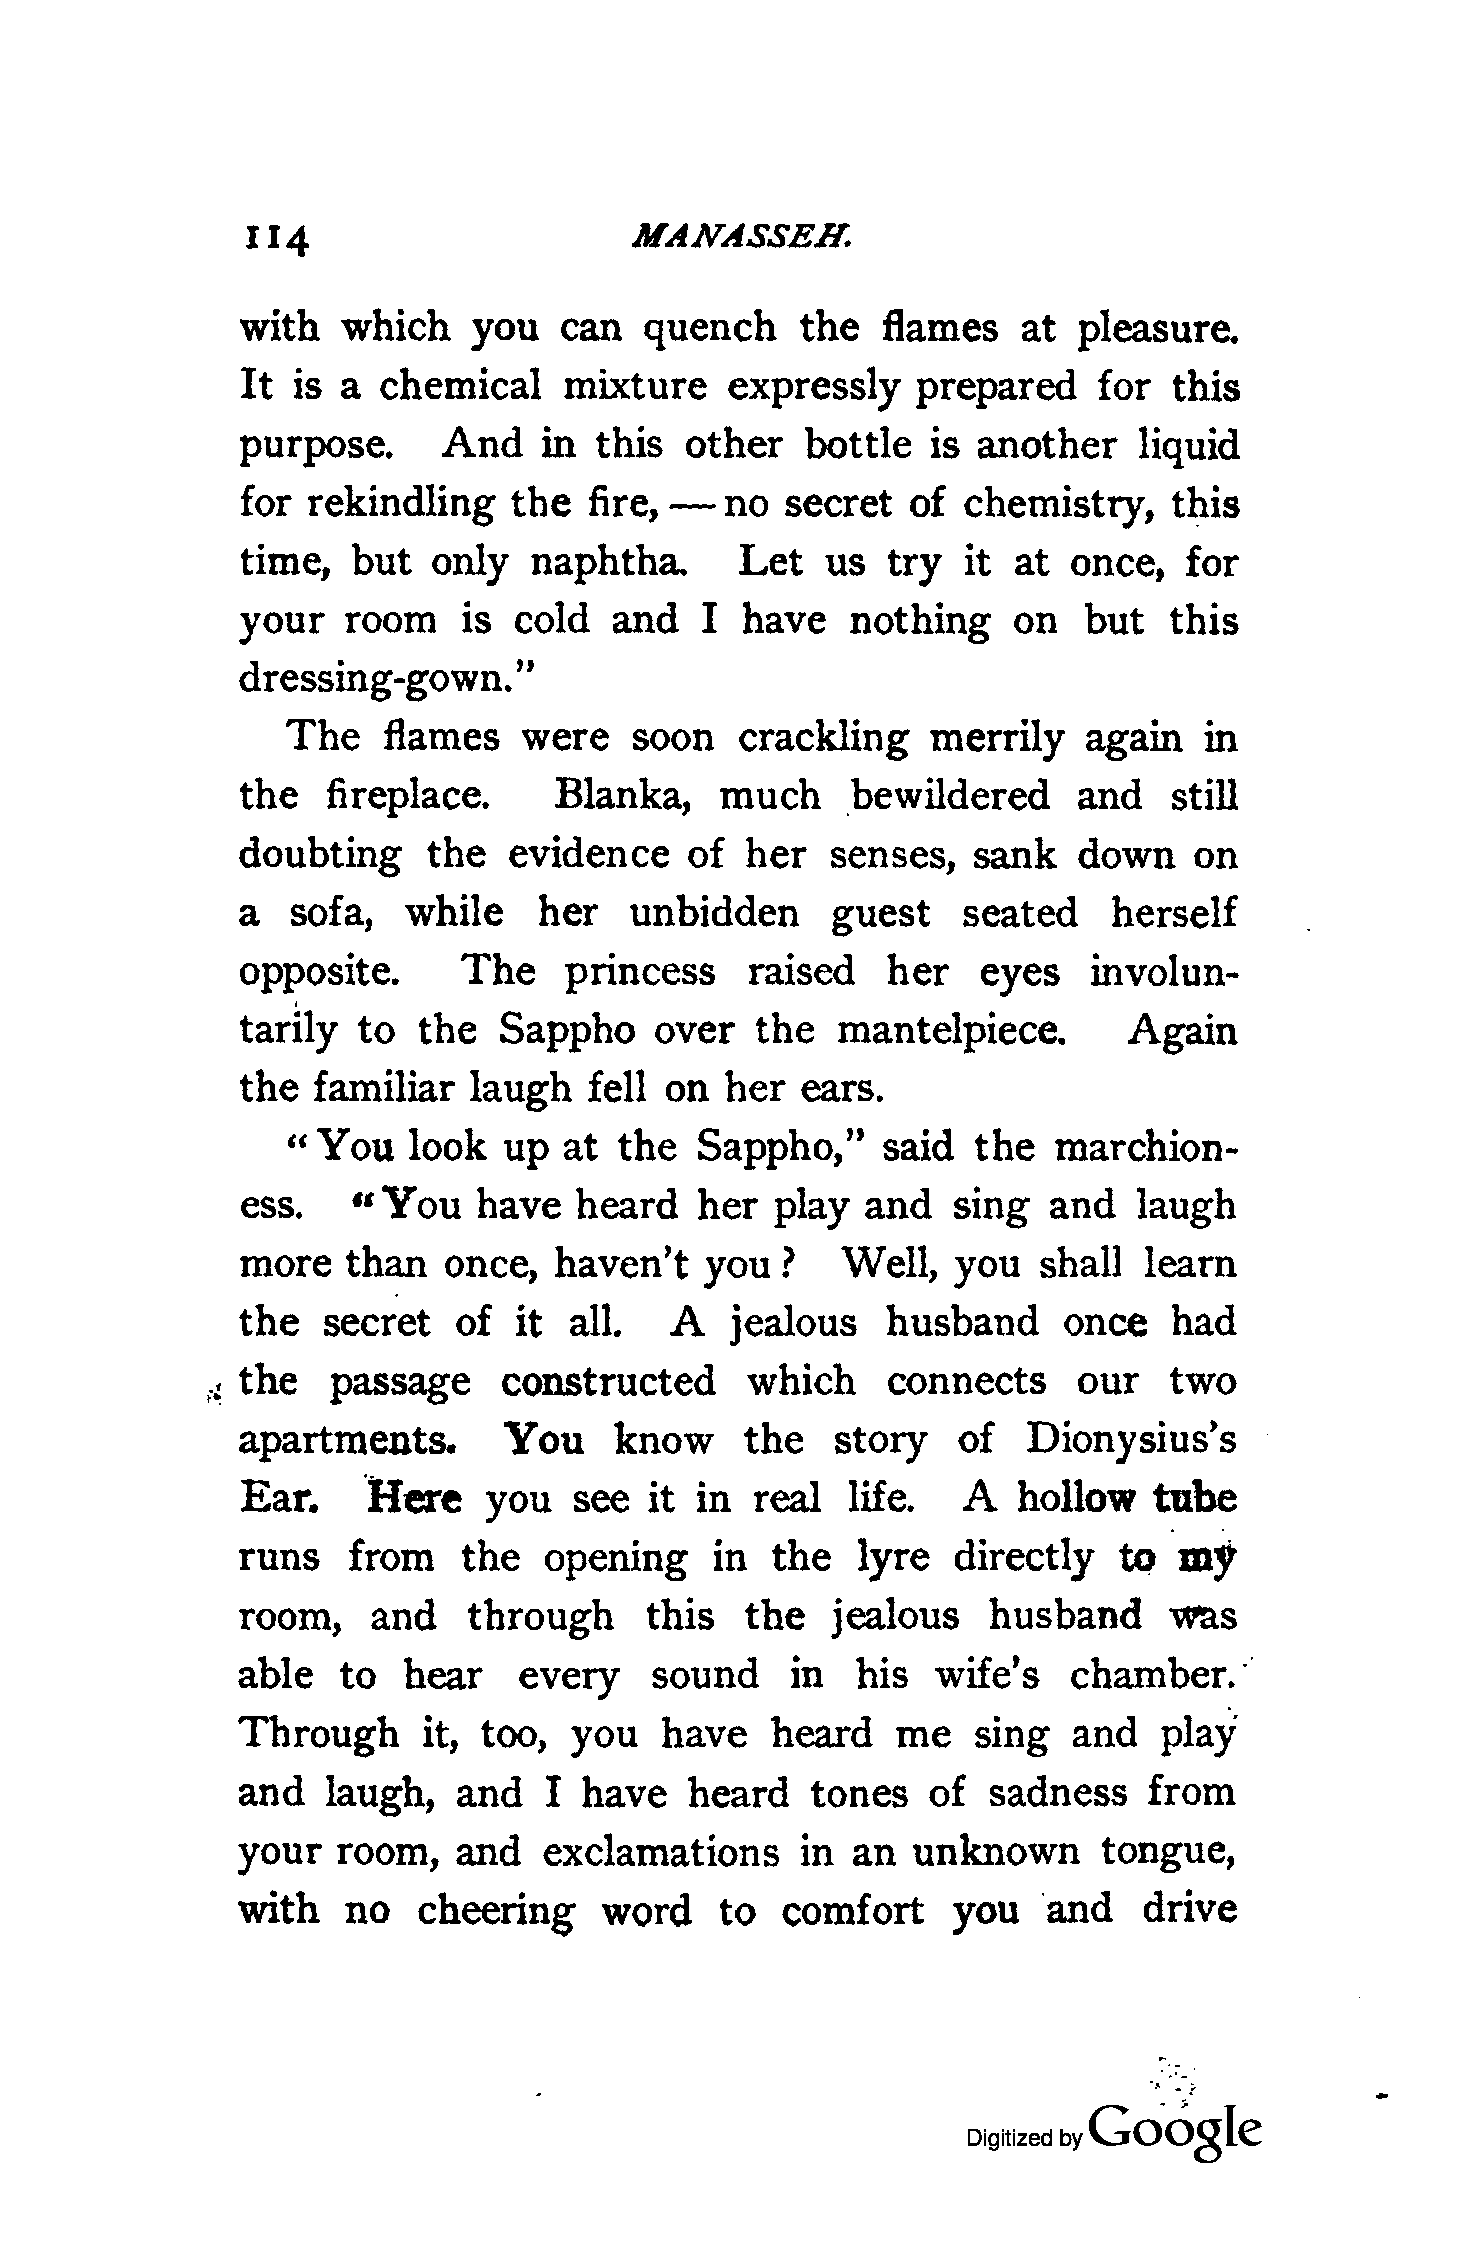 114 MANASSEH.
with which you can quench the flames at pleasure.
It is a chemical mixture expressly prepared for this
purpose. And in this other bottle is another liquid
for rekindling the fire, — no secret of chemistry, this
time, but only naphtha. Let us try it at once, for
your room is cold and I have nothing on but this
dressing-gown."
The flames were soon crackling merrily again in
the fireplace. Blanka, much bewildered and still
doubting the evidence of her senses, sank down on
a sofa, while her unbidden guest seated herself
opposite. The princess raised her eyes involun-
tarily to the Sappho over the mantelpiece. Again
the familiar laugh fell on her ears.
"You look up at the Sappho," said the marchion-
ess. "You have heard her play and sing and laugh
more than once, haven't you? Well, you shall learn
the secret of it all. A jealous husband once had
the passage constructed which connects our two
apartments. You know the story of Dionysius's
Ear. Here you see it in real life. A hollow tube
runs from the opening in the lyre directly to my
room, and through this the jealous husband was
able to hear every sound in his wife's chamber.
Through it, too, you have heard me sing and play
and laugh, and I have heard tones of sadness from
your room, and exclamations in an unknown tongue,
with no cheering word to comfort you and drive
Digitized by Google